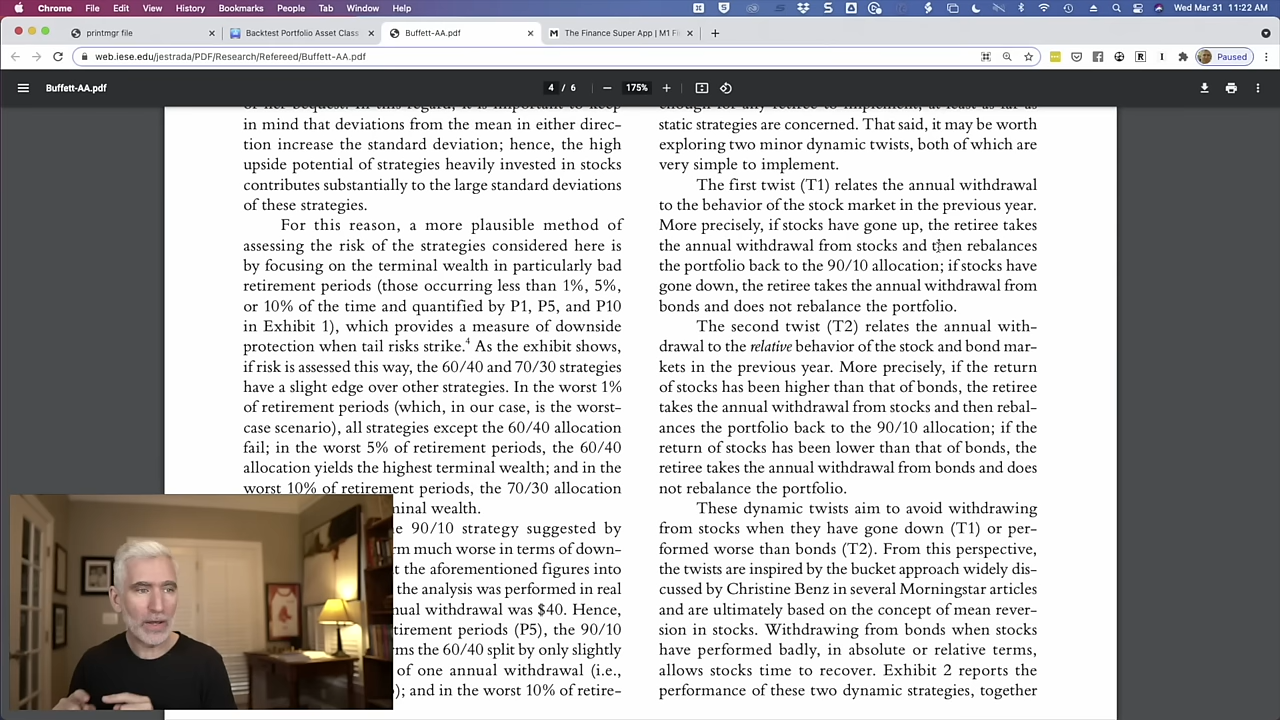 Chrome File Edit View History Bookmarks People Tab Window Help Wed Mar 31 11:22 AM
printmgr file
Backtest Portfolio Asset Class
Buffett-AA.pdf
The Finance Super App | M1 Fi
web.iese.edu/jestrada/PDF/Research/Refereed/Buffett-AA.pdf
Paused
Buffett-AA.pdf
4 / 6
175%
of her bequest. In this regard, it is important to keep
in mind that deviations from the mean in either direc-
tion increase the standard deviation; hence, the high
upside potential of strategies heavily invested in stocks
contributes substantially to the large standard deviations
of these strategies.
For this reason, a more plausible method of
assessing the risk of the strategies considered here is
by focusing on the terminal wealth in particularly bad
retirement periods (those occurring less than 1%, 5%,
or 10% of the time and quantified by P1, P5, and P10
in Exhibit 1), which provides a measure of downside
protection when tail risks strike.4 As the exhibit shows,
if risk is assessed this way, the 60/40 and 70/30 strategies
have a slight edge over other strategies. In the worst 1%
of retirement periods (which, in our case, is the worst-
case scenario), all strategies except the 60/40 allocation
fail; in the worst 5% of retirement periods, the 60/40
allocation yields the highest terminal wealth; and in the
worst 10% of retirement periods, the 70/30 allocation
minal wealth.
e 90/10 strategy suggested by
rm much worse in terms of down-
t the aforementioned figures into
the analysis was performed in real
nual withdrawal was $40. Hence,
tirement periods (P5), the 90/10
rms the 60/40 split by only slightly
of one annual withdrawal (i.e.,
); and in the worst 10% of retire-
enough for any retiree to implement, at least as far as
static strategies are concerned. That said, it may be worth
exploring two minor dynamic twists, both of which are
very simple to implement.
The first twist (T1) relates the annual withdrawal
to the behavior of the stock market in the previous year.
More precisely, if stocks have gone up, the retiree takes
the annual withdrawal from stocks and then rebalances
the portfolio back to the 90/10 allocation; if stocks have
gone down, the retiree takes the annual withdrawal from
bonds and does not rebalance the portfolio.
The second twist (T2) relates the annual with-
drawal to the relative behavior of the stock and bond mar-
kets in the previous year. More precisely, if the return
of stocks has been higher than that of bonds, the retiree
takes the annual withdrawal from stocks and then rebal-
ances the portfolio back to the 90/10 allocation; if the
return of stocks has been lower than that of bonds, the
retiree takes the annual withdrawal from bonds and does
not rebalance the portfolio.
These dynamic twists aim to avoid withdrawing
from stocks when they have gone down (T1) or per-
formed worse than bonds (T2). From this perspective,
the twists are inspired by the bucket approach widely dis-
cussed by Christine Benz in several Morningstar articles
and are ultimately based on the concept of mean rever-
sion in stocks. Withdrawing from bonds when stocks
have performed badly, in absolute or relative terms,
allows stocks time to recover. Exhibit 2 reports the
performance of these two dynamic strategies, together